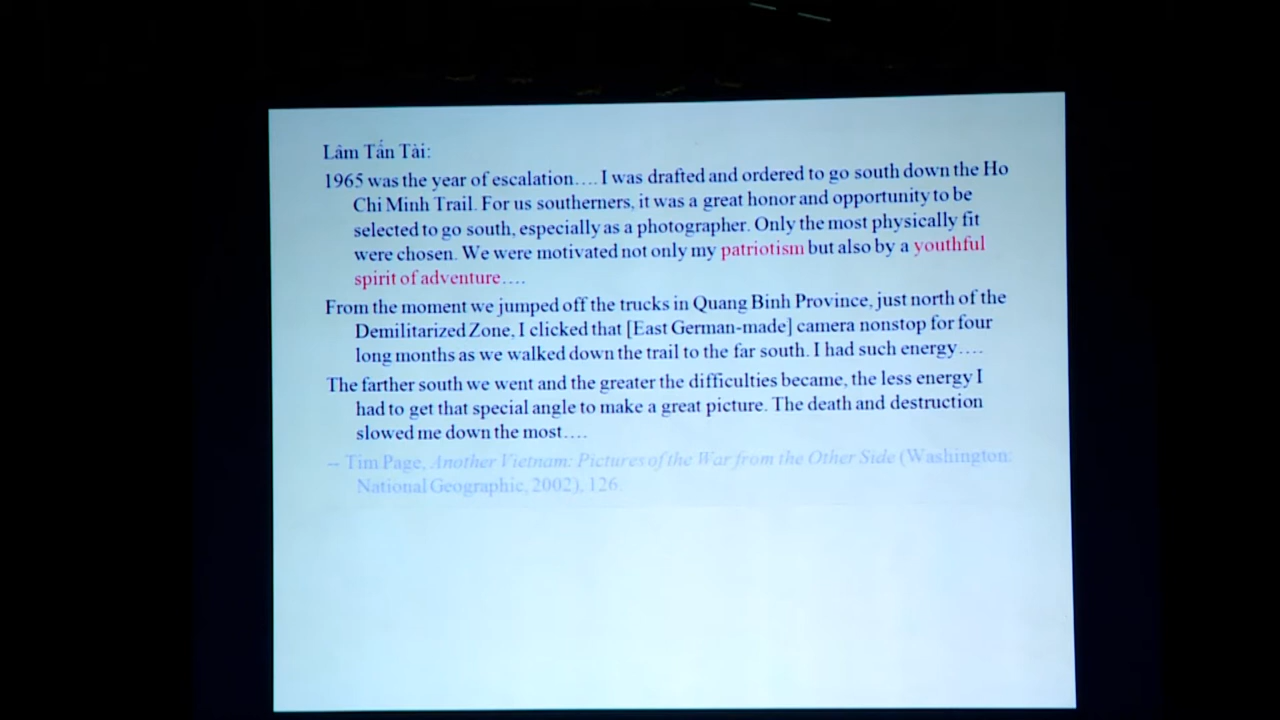 Lâm Tấn Tài:
1965 was the year of escalation…. I was drafted and ordered to go south down the Ho
Chi Minh Trail. For us southerners, it was a great honor and opportunity to be
selected to go south, especially as a photographer. Only the most physically fit
were chosen. We were motivated not only my patriotism but also by a youthful
spirit of adventure….
From the moment we jumped off the trucks in Quang Binh Province, just north of the
Demilitarized Zone, I clicked that [East German-made] camera nonstop for four
long months as we walked down the trail to the far south. I had such energy….
The farther south we went and the greater the difficulties became, the less energy I
had to get that special angle to make a great picture. The death and destruction
slowed me down the most….
-- Tim Page, Another Vietnam: Pictures of the War from the Other Side (Washington:
National Geographic, 2002), 126.